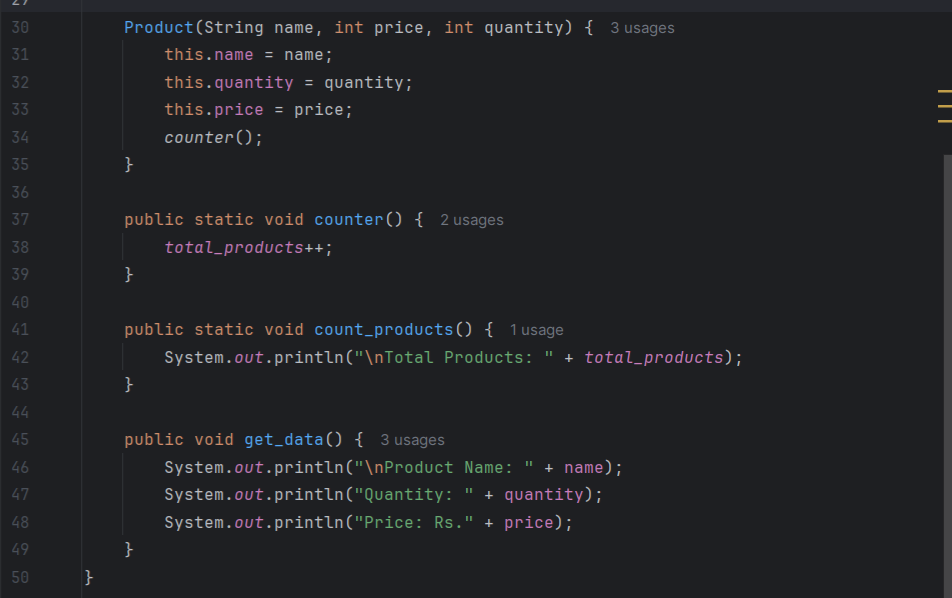 30 Product(String name, int price, int quantity) { 3 usages
31 this.name = name;
32 this.quantity = quantity;
33 this.price = price;
34 counter();
35 }
36
37 public static void counter() { 2 usages
38 total_products++;
39 }
40
41 public static void count_products() { 1 usage
42 System.out.println("\nTotal Products: " + total_products);
43 }
44
45 public void get_data() { 3 usages
46 System.out.println("\nProduct Name: " + name);
47 System.out.println("Quantity: " + quantity);
48 System.out.println("Price: Rs." + price);
49 }
50 }